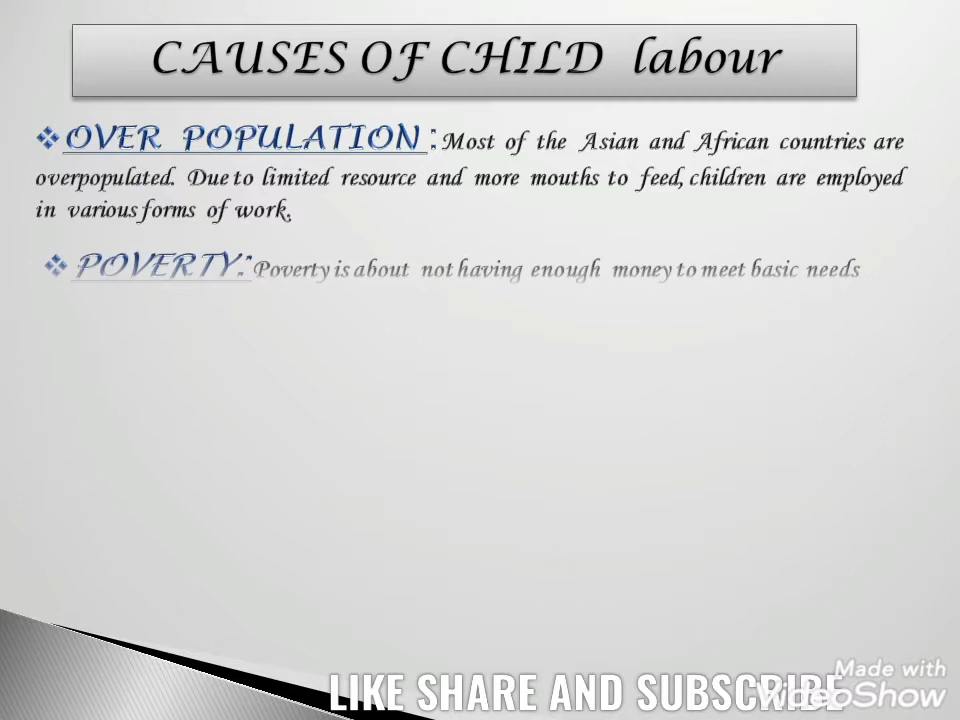 CAUSES OF CHILD labour
❖OVER POPULATION : Most of the Asian and African countries are
overpopulated. Due to limited resource and more mouths to feed, children are employed
in various forms of work.
❖ POVERTY: Poverty is about not having enough money to meet basic needs
Made with
VideoShow
LIKE SHARE AND SUBSCRIBE